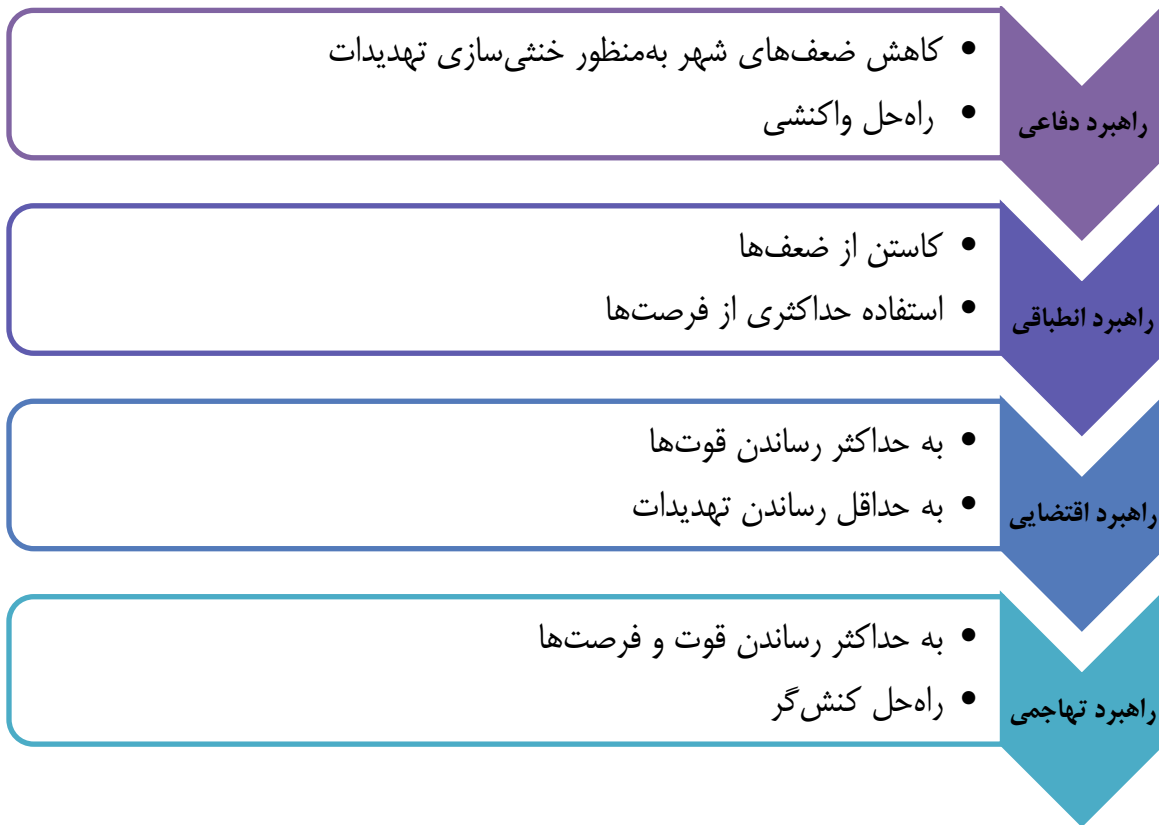 راهبرد دفاعی
• کاهش ضعف‌های شهر به‌منظور خنثی‌سازی تهدیدات
• راه‌حل واکنشی
راهبرد انطباقی
• کاستن از ضعف‌ها
• استفاده حداکثری از فرصت‌ها
راهبرد اقتضایی
• به حداکثر رساندن قوت‌ها
• به حداقل رساندن تهدیدات
راهبرد تهاجمی
• به حداکثر رساندن قوت و فرصت‌ها
• راه‌حل کنش‌گر